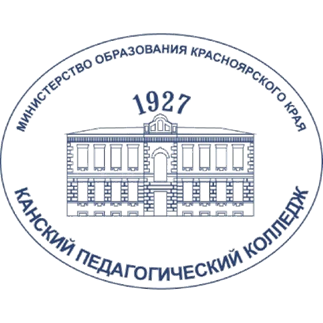 МИНИСТЕРСТВО ОБРАЗОВАНИЯ КРАСНОЯРСКОГО КРАЯ
1927
КАНСКИЙ ПЕДАГОГИЧЕСКИЙ КОЛЛЕДЖ